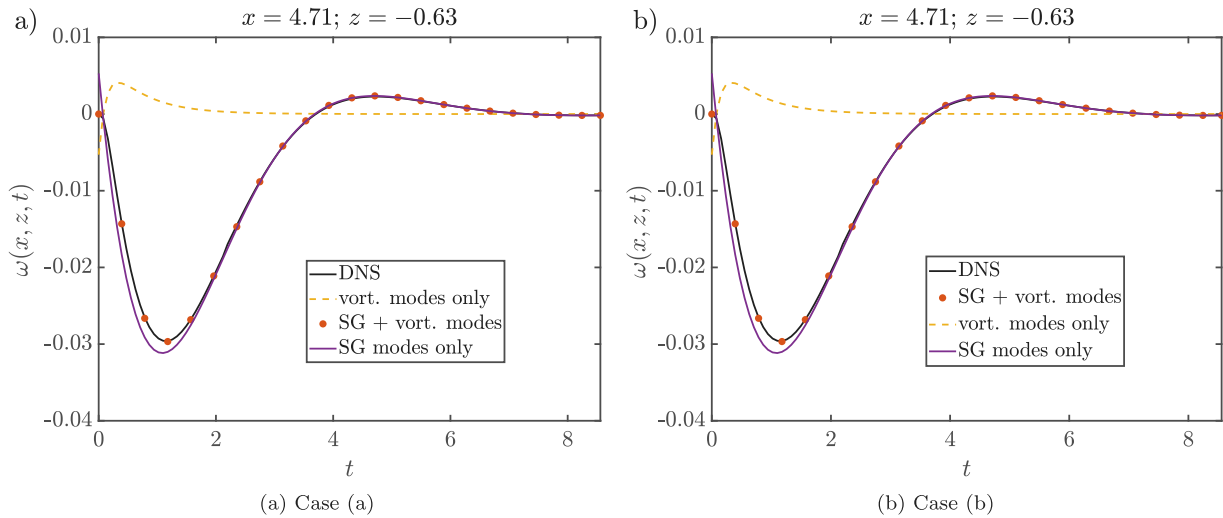 a) x = 4.71; z = −0.63
0.01
0
-0.01
-0.02
-0.03
-0.04
ω(x, z, t)
DNS
vort. modes only
SG + vort. modes
SG modes only
0 2 4 6 8
t
(a) Case (a)
b) x = 4.71; z = −0.63
0.01
0
-0.01
-0.02
-0.03
-0.04
ω(x, z, t)
DNS
SG + vort. modes
vort. modes only
SG modes only
0 2 4 6 8
t
(b) Case (b)